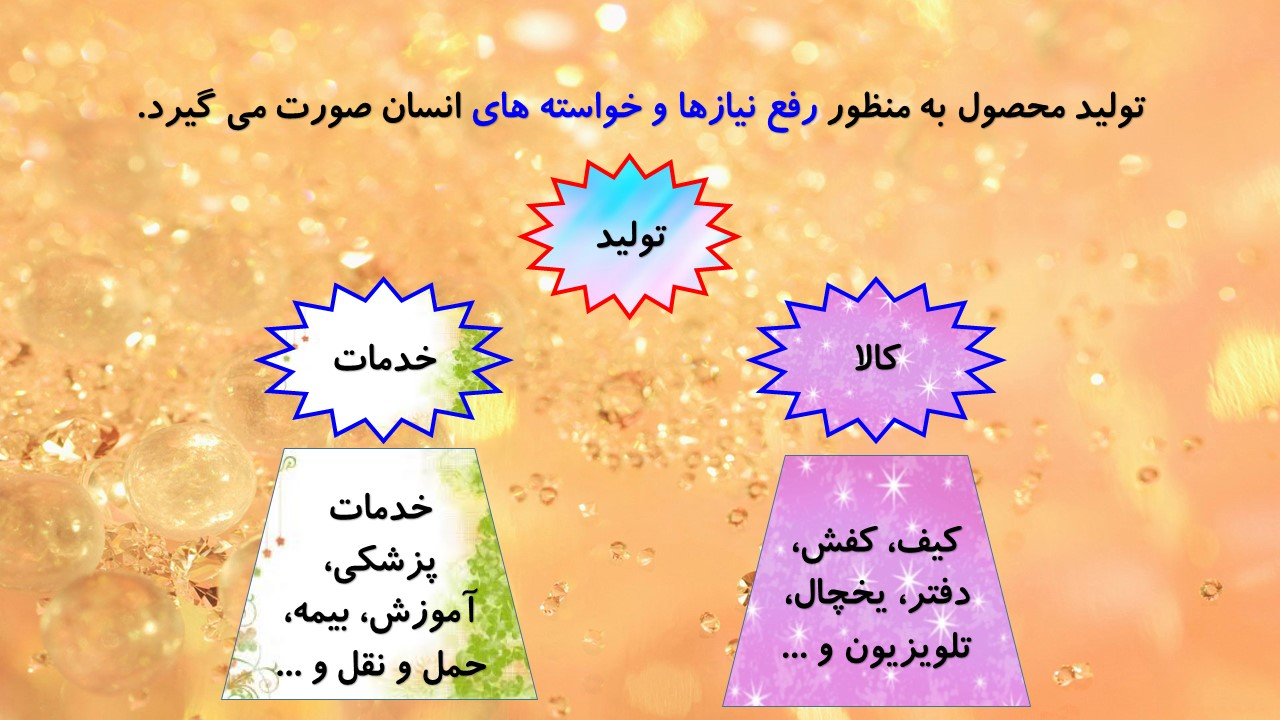 تولید محصول به منظور رفع نیازها و خواسته های انسان صورت می گیرد.
تولید
کالا
خدمات
کیف، کفش،
دفتر، یخچال،
تلویزیون و ...
خدمات
پزشکی،
آموزش، بیمه،
حمل و نقل و ...